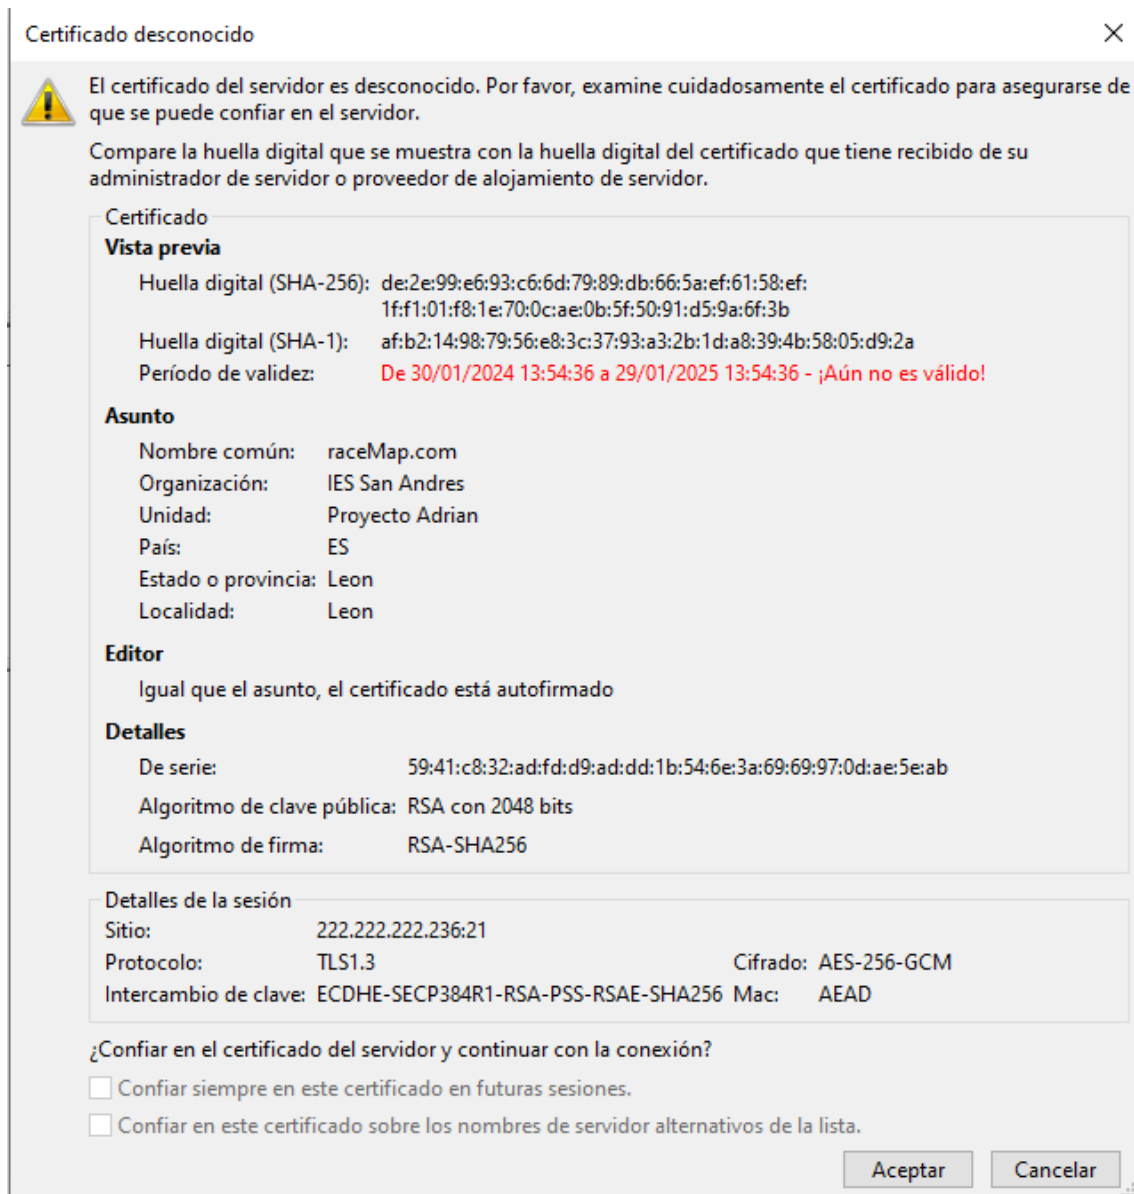 Certificado desconocido
El certificado del servidor es desconocido. Por favor, examine cuidadosamente el certificado para asegurarse de
que se puede confiar en el servidor.
Compare la huella digital que se muestra con la huella digital del certificado que tiene recibido de su
administrador de servidor o proveedor de alojamiento de servidor.
Certificado
Vista previa
Huella digital (SHA-256): de:2e:99:e6:93:c6:6d:79:89:db:66:5a:ef:61:58:ef:
1f:f1:01:f8:1e:70:0c:ae:0b:5f:50:91:d5:9a:6f:3b
Huella digital (SHA-1): af:b2:14:98:79:56:e8:3c:37:93:a3:2b:1d:a8:39:4b:58:05:d9:2a
Período de validez: De 30/01/2024 13:54:36 a 29/01/2025 13:54:36 - ¡Aún no es válido!
Asunto
Nombre común: raceMap.com
Organización: IES San Andres
Unidad: Proyecto Adrian
País: ES
Estado o provincia: Leon
Localidad: Leon
Editor
Igual que el asunto, el certificado está autofirmado
Detalles
De serie: 59:41:c8:32:ad:fd:d9:ad:dd:1b:54:6e:3a:69:69:97:0d:ae:5e:ab
Algoritmo de clave pública: RSA con 2048 bits
Algoritmo de firma: RSA-SHA256
Detalles de la sesión
Sitio: 222.222.222.236:21
Protocolo: TLS1.3 Cifrado: AES-256-GCM
Intercambio de clave: ECDHE-SECP384R1-RSA-PSS-RSAE-SHA256 Mac: AEAD
¿Confiar en el certificado del servidor y continuar con la conexión?
Confiar siempre en este certificado en futuras sesiones.
Confiar en este certificado sobre los nombres de servidor alternativos de la lista.
Aceptar Cancelar